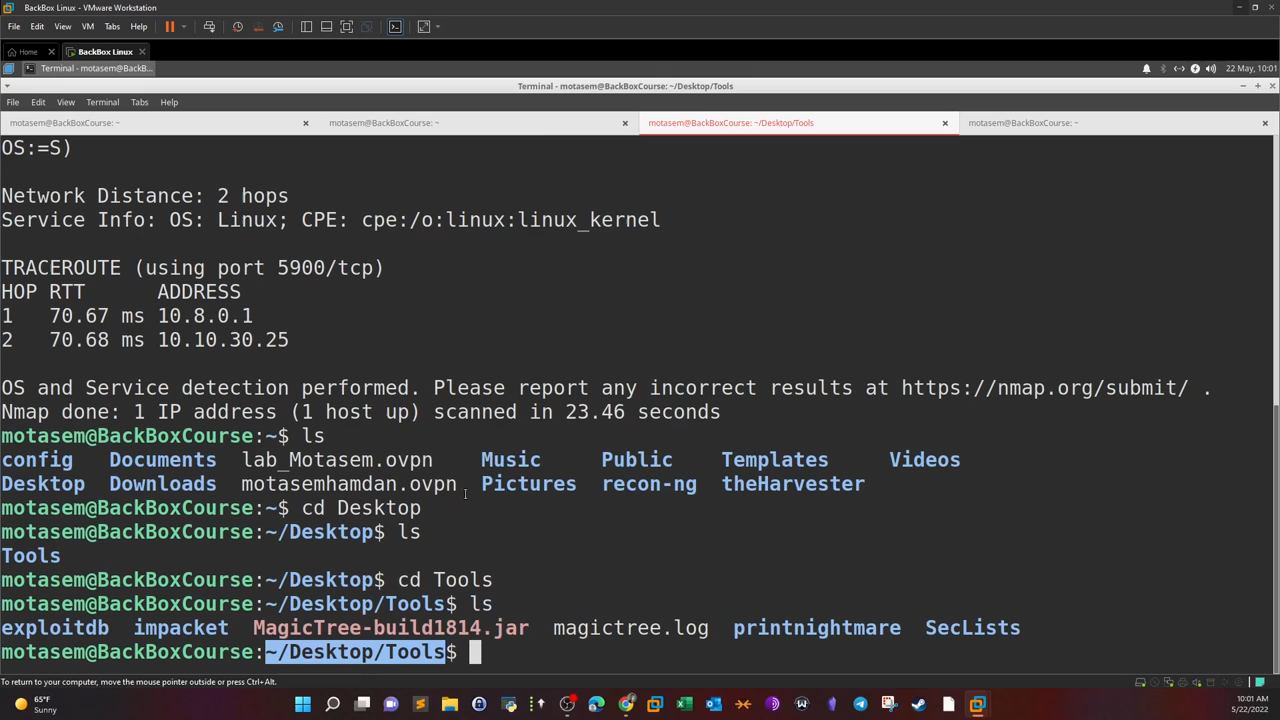 BackBox Linux - VMware Workstation
File Edit View VM Tabs Help
Home BackBox Linux
Terminal - motasem@BackB... 22 May, 10:01
Terminal - motasem@BackBoxCourse: ~/Desktop/Tools
File Edit View Terminal Tabs Help
motasem@BackBoxCourse: ~ motasem@BackBoxCourse: ~ motasem@BackBoxCourse: ~/Desktop/Tools motasem@BackBoxCourse: ~
OS:=S)
Network Distance: 2 hops
Service Info: OS: Linux; CPE: cpe:/o:linux:linux_kernel
TRACEROUTE (using port 5900/tcp)
HOP RTT ADDRESS
1 70.67 ms 10.8.0.1
2 70.68 ms 10.10.30.25
OS and Service detection performed. Please report any incorrect results at https://nmap.org/submit/ .
Nmap done: 1 IP address (1 host up) scanned in 23.46 seconds
motasem@BackBoxCourse:~$ ls
config Documents lab_Motasem.ovpn Music Public Templates Videos
Desktop Downloads motasemhamdan.ovpn Pictures recon-ng theHarvester
motasem@BackBoxCourse:~$ cd Desktop
motasem@BackBoxCourse:~/Desktop$ ls
Tools
motasem@BackBoxCourse:~/Desktop$ cd Tools
motasem@BackBoxCourse:~/Desktop/Tools$ ls
exploitdb impacket MagicTree-build1814.jar magictree.log printnightmare SecLists
motasem@BackBoxCourse:~/Desktop/Tools$
To return to your computer, move the mouse pointer outside or press Ctrl+Alt.
65°F
Sunny
10:01 AM
5/22/2022